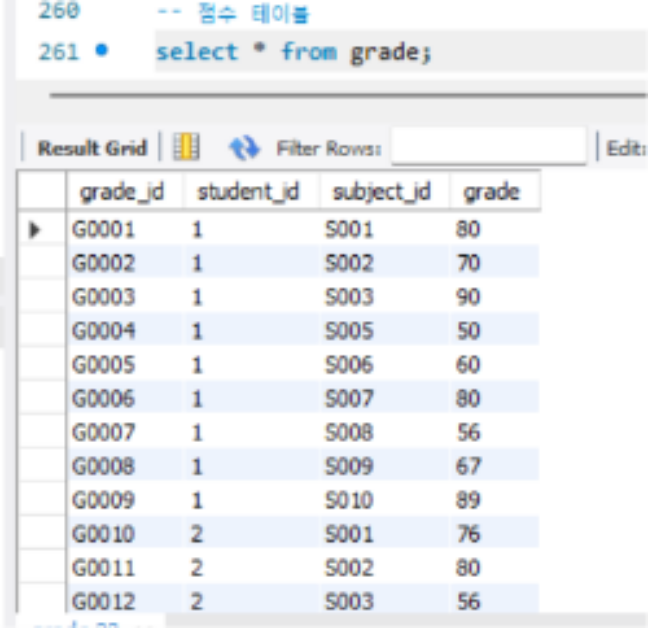 260 -- 점수 테이블
261 select * from grade;
Result Grid Filter Rows: Edit:
grade_id student_id subject_id grade
G0001 1 S001 80
G0002 1 S002 70
G0003 1 S003 90
G0004 1 S005 50
G0005 1 S006 60
G0006 1 S007 80
G0007 1 S008 56
G0008 1 S009 67
G0009 1 S010 89
G0010 2 S001 76
G0011 2 S002 80
G0012 2 S003 56